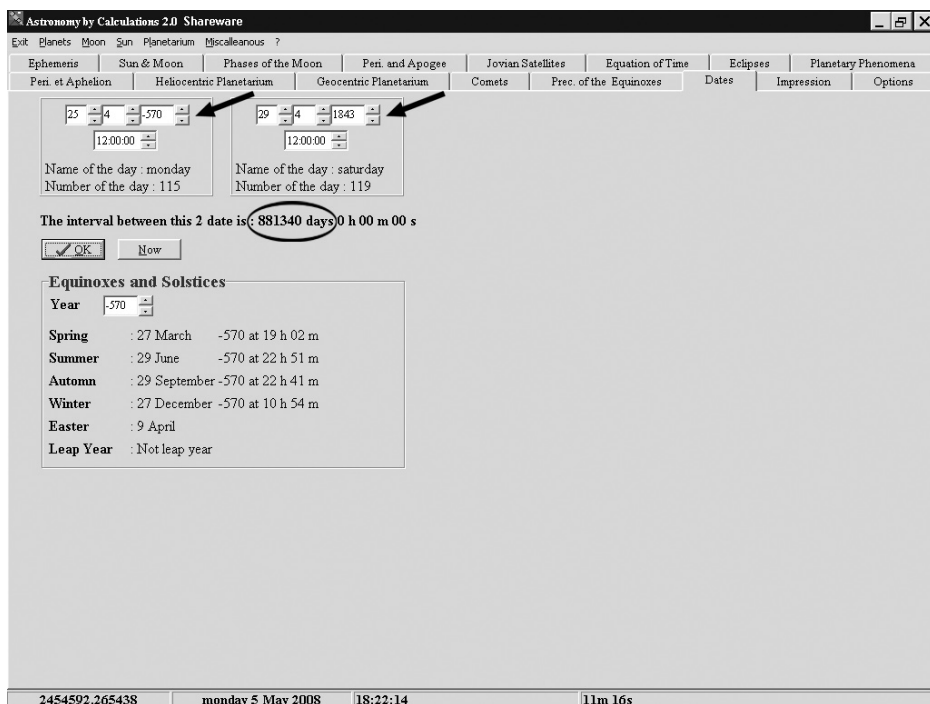 Astronomy by Calculations 2.0 Shareware
Exit Planets Moon Sun Planetarium Miscalleanous ?
Ephemeris Sun & Moon Phases of the Moon Peri. and Apogee Jovian Satellites Equation of Time Eclipses Planetary Phenomena
Peri. et Aphelion Heliocentric Planetarium Geocentric Planetarium Comets Prec. of the Equinoxes Dates Impression Options
25 4 -570 29 4 1843
12:00:00 12:00:00
Name of the day : monday Name of the day : saturday
Number of the day : 115 Number of the day : 119
The interval between this 2 date is : 881340 days 0 h 00 m 00 s
OK Now
Equinoxes and Solstices
Year -570
Spring : 27 March -570 at 19 h 02 m
Summer : 29 June -570 at 22 h 51 m
Automn : 29 September -570 at 22 h 41 m
Winter : 27 December -570 at 10 h 54 m
Easter : 9 April
Leap Year : Not leap year
2454592.265438 monday 5 May 2008 18:22:14 11m 16s